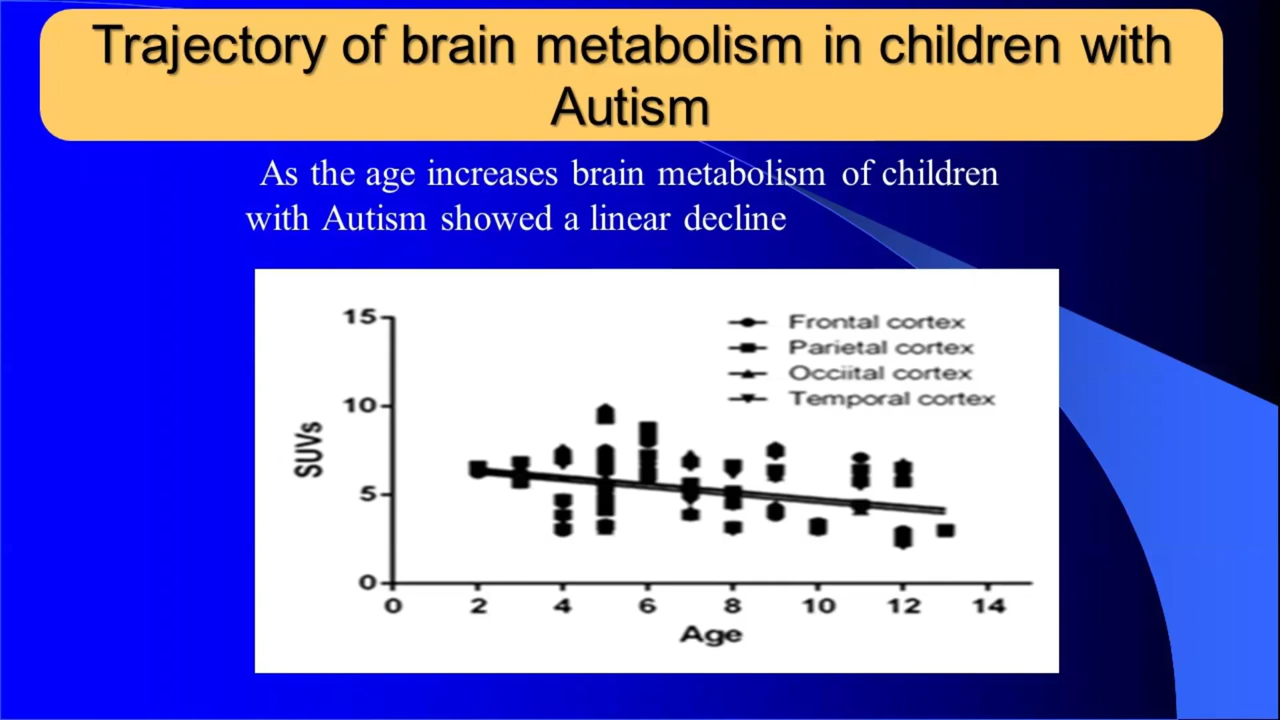 Trajectory of brain metabolism in children with
Autism
As the age increases brain metabolism of children
with Autism showed a linear decline
15
10
5
0
SUVs
Frontal cortex
Parietal cortex
Occiital cortex
Temporal cortex
0 2 4 6 8 10 12 14
Age